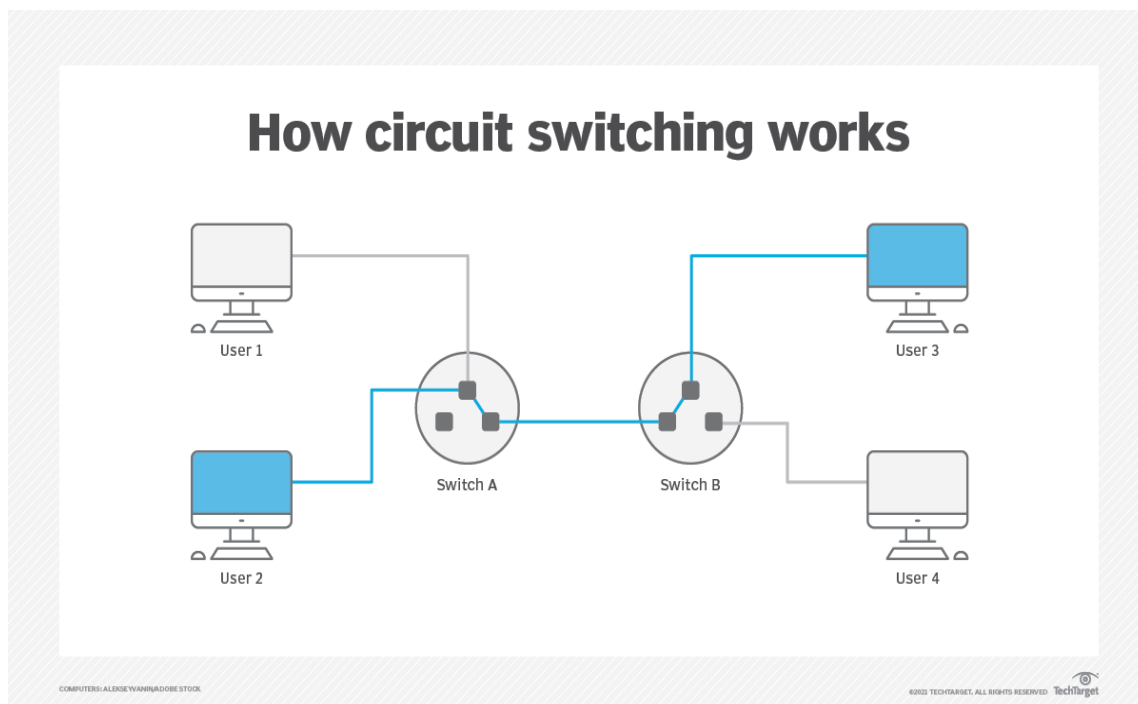 How circuit switching works
User 1
User 3
Switch A
Switch B
User 2
User 4
COMPUTERS: ALEKSEYVANIN/ADOBE STOCK
©2021 TECHTARGET. ALL RIGHTS RESERVED TechTarget